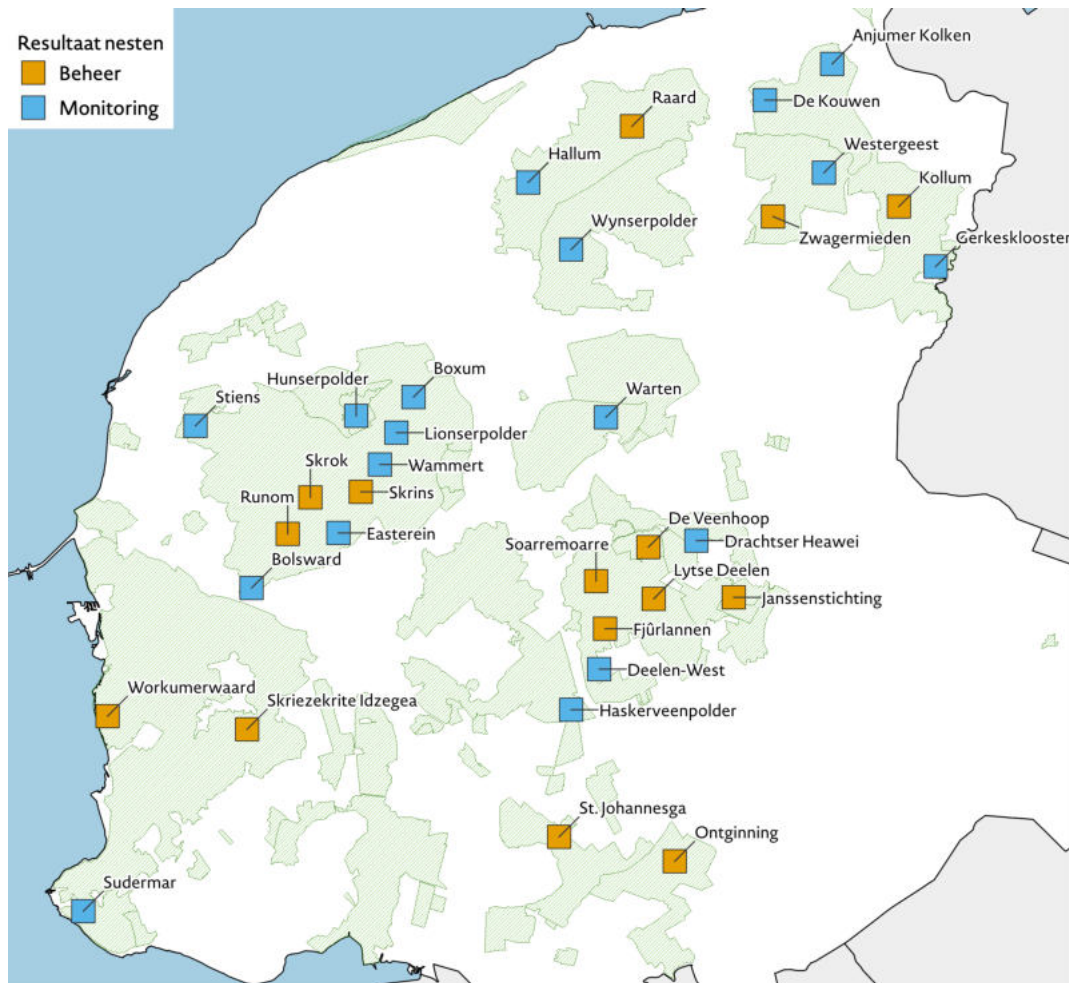 Resultaat nesten
Beheer
Monitoring
Anjumer Kolken
Raard
De Kouwen
Hallum
Westergeest
Kollum
Wynserpolder
Zwagermieden
Gerkesklooster
Hunserpolder
Boxum
Stiens
Warten
Lionserpolder
Skrok
Wammert
Runom
Skrins
De Veenhoop
Easterein
Soarremoarre
Drachtser Heawei
Bolsward
Lytse Deelen
Janssenstichting
Fjûrlannen
Deelen-West
Workumerwaard
Skriezekrite Idzegea
Haskerveenpolder
St. Johannesga
Ontginning
Sudermar